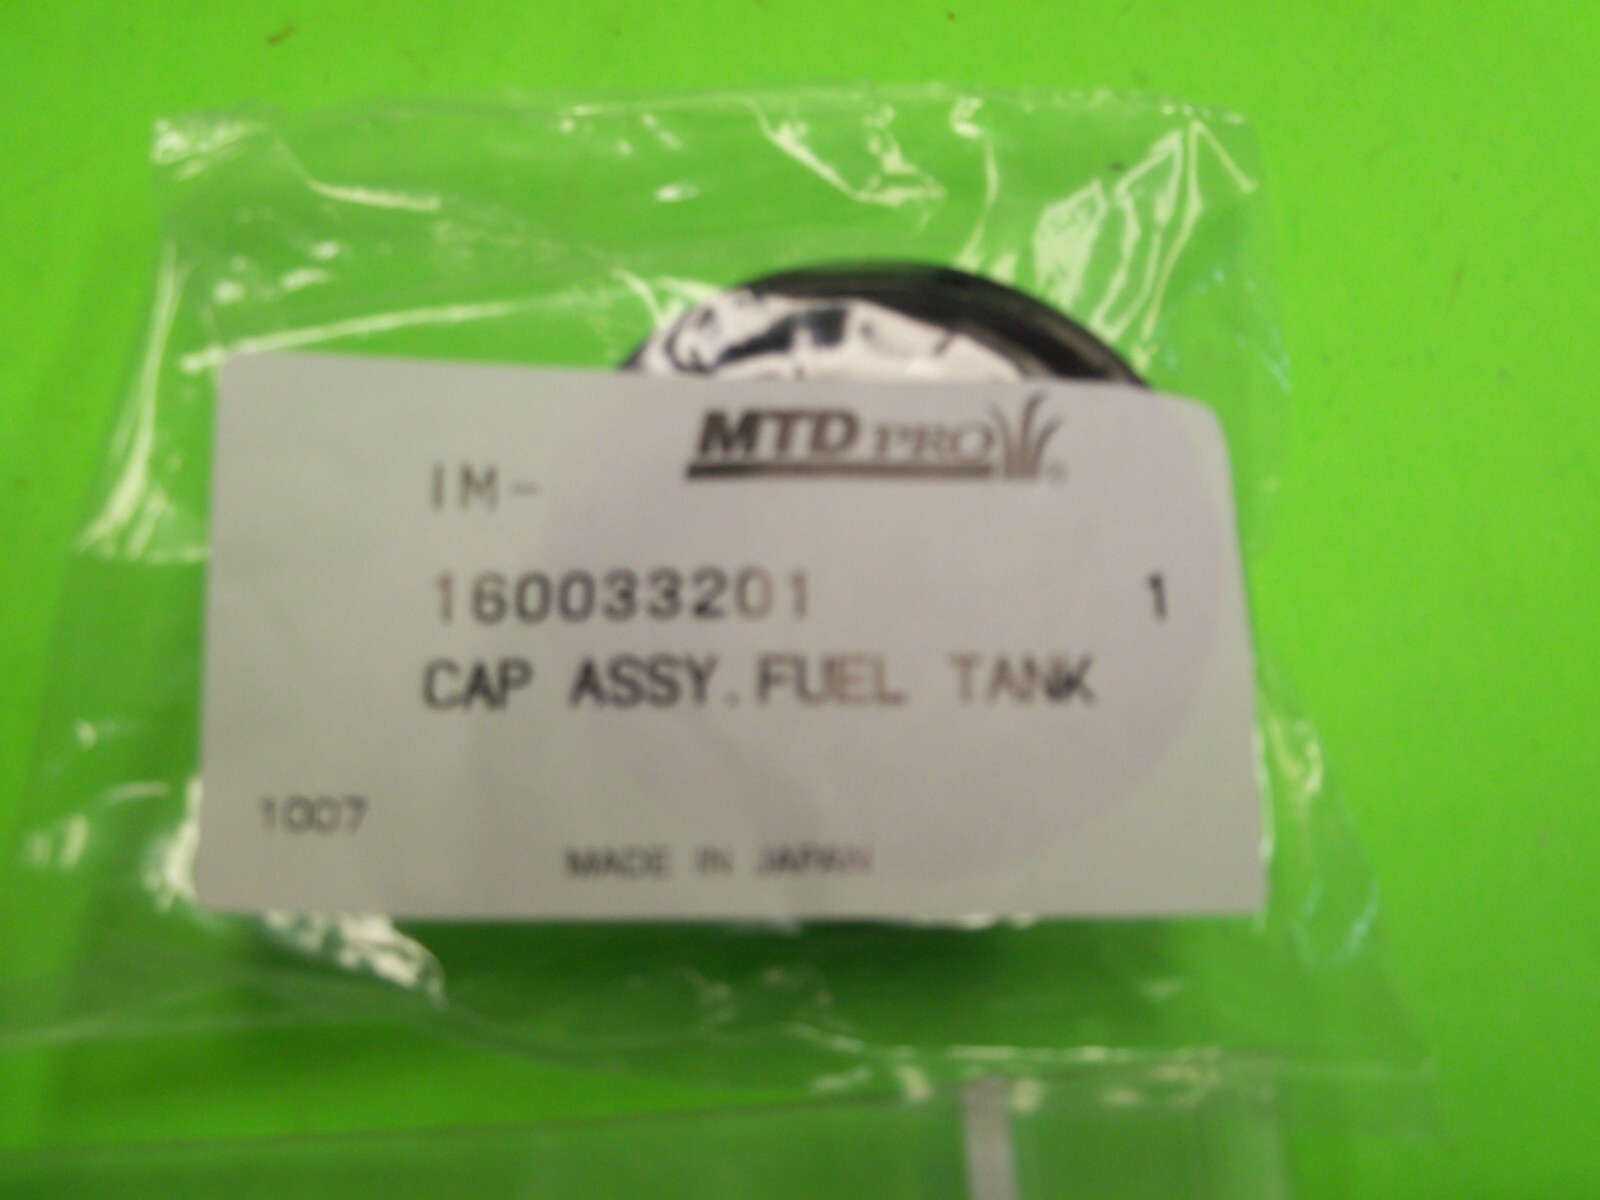 MTD PRO
IM-
160033201 1
CAP ASSY.FUEL TANK
1007
MADE IN JAPAN